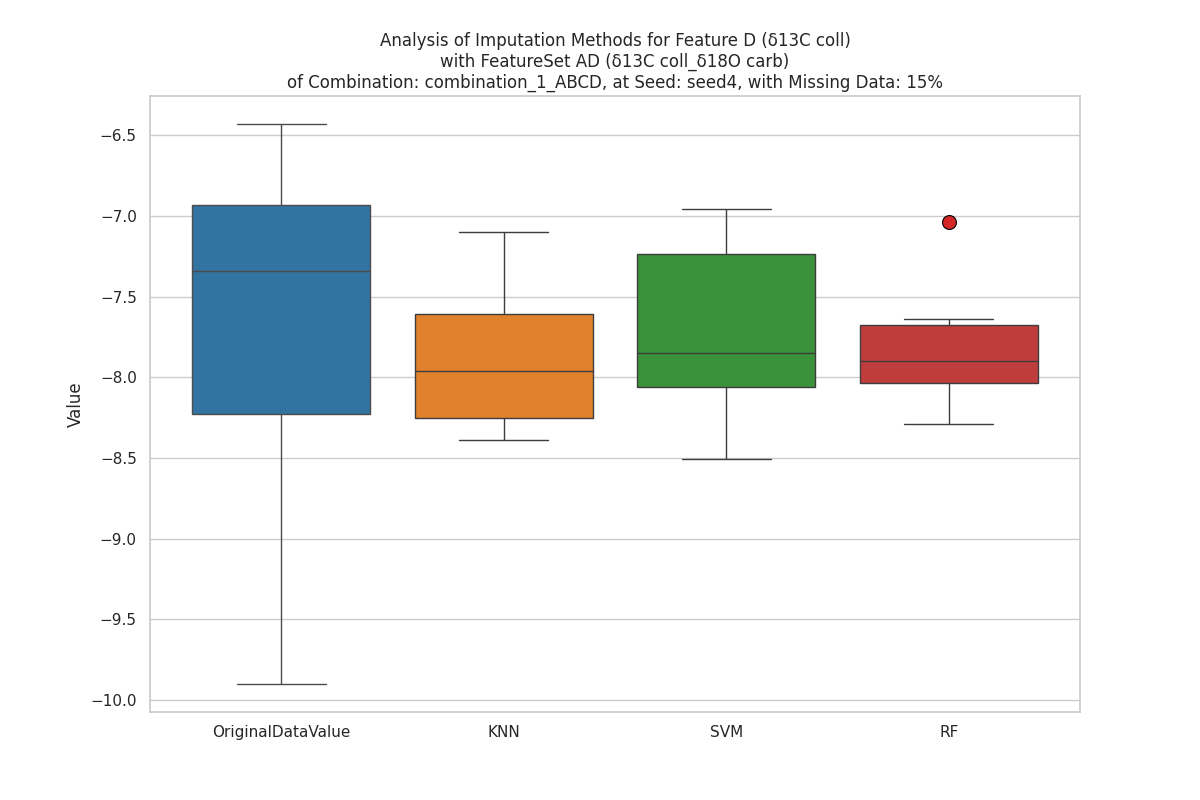 Analysis of Imputation Methods for Feature D (δ13C coll)
with FeatureSet AD (δ13C coll_δ18O carb)
of Combination: combination_1_ABCD, at Seed: seed4, with Missing Data: 15%
−6.5
−7.0
−7.5
−8.0
−8.5
−9.0
−9.5
−10.0
Value
OriginalDataValue
KNN
SVM
RF